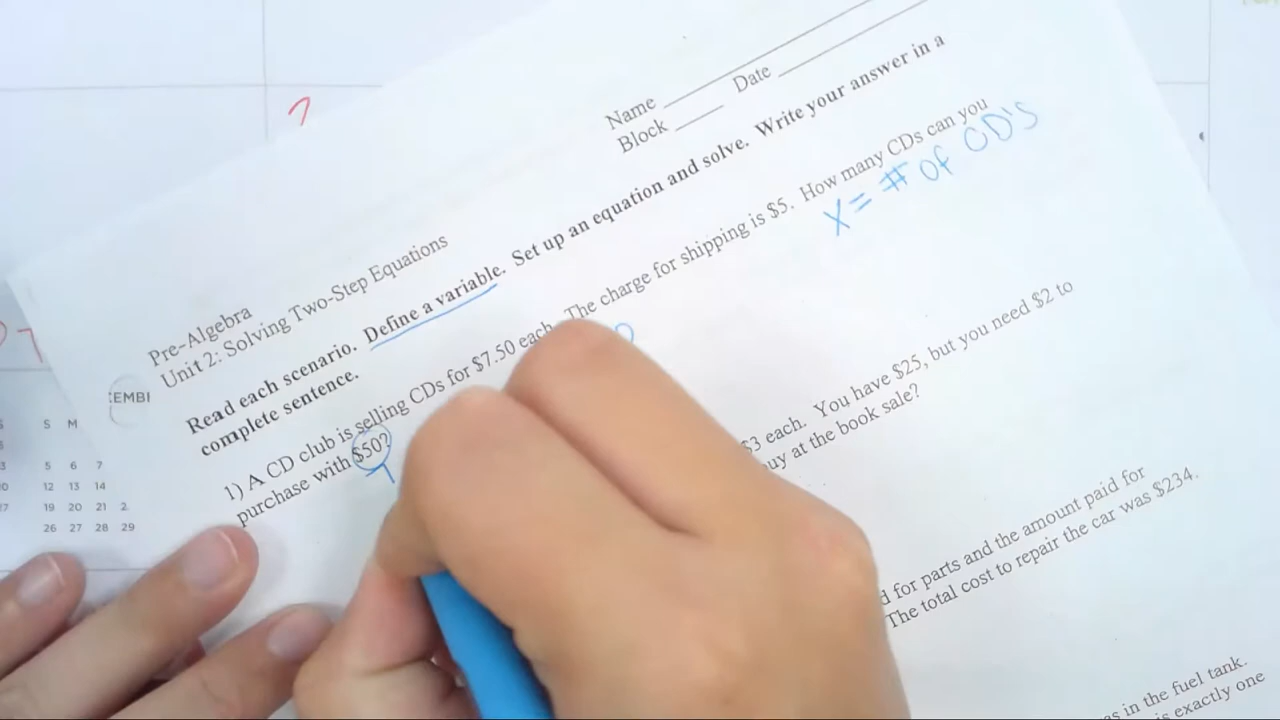 Name
Block Date
Pre-Algebra
Unit 2: Solving Two-Step Equations
Read each scenario. Define a variable. Set up an equation and solve. Write your answer in a
complete sentence.
1) A CD club is selling CDs for $7.50 each. The charge for shipping is $5. How many CDs can you
purchase with $50?
X = # of CD'S
$3 each. You have $25, but you need $2 to
buy at the book sale?
d for parts and the amount paid for
The total cost to repair the car was $234.
as in the fuel tank.
is exactly one
S M
5 6 7
12 13 14
19 20 21 2
26 27 28 29